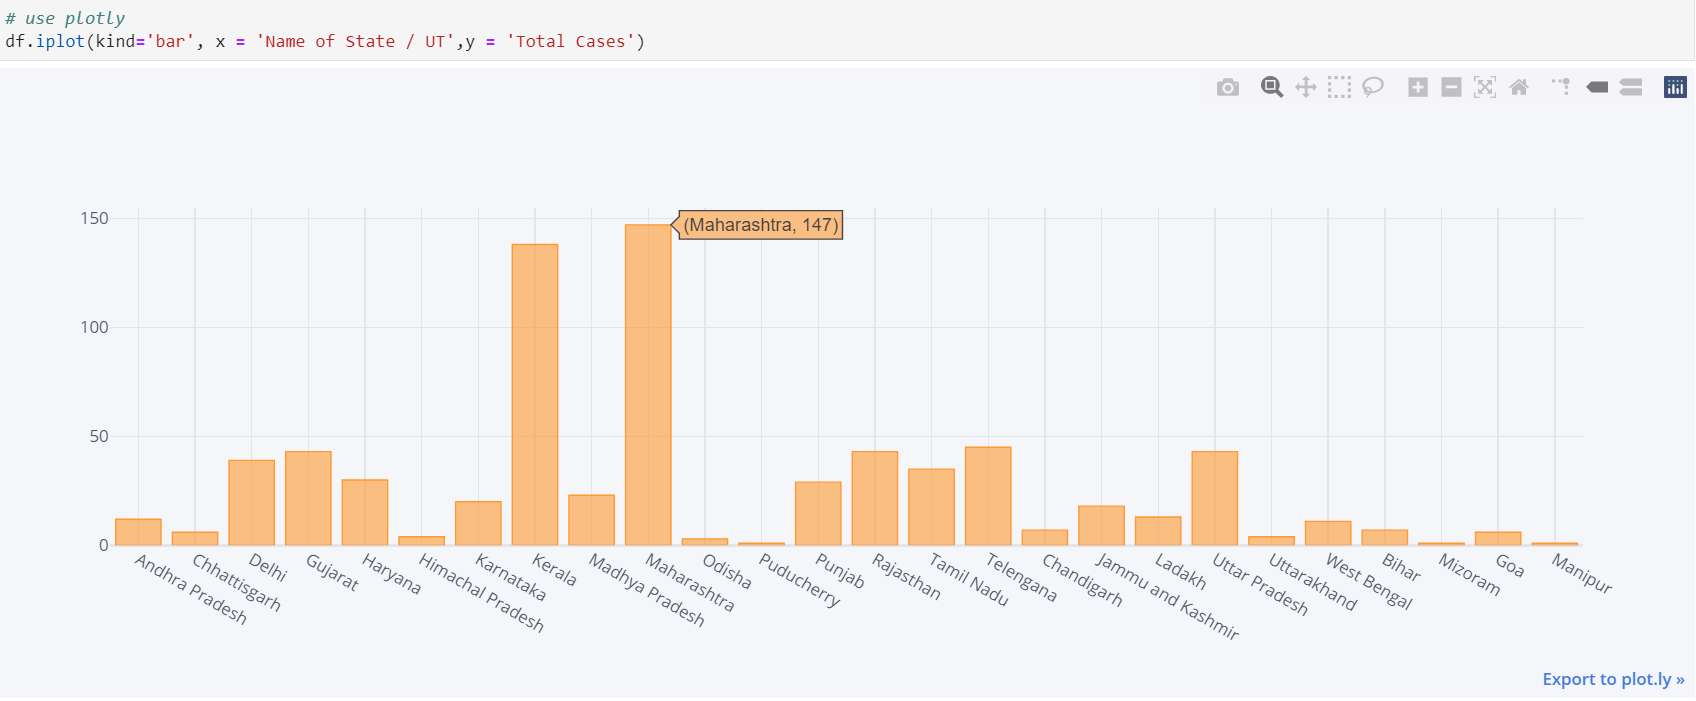 # use plotly
df.iplot(kind='bar', x = 'Name of State / UT',y = 'Total Cases')
150
(Maharashtra, 147)
100
50
0
Andhra Pradesh
Chhattisgarh
Delhi
Gujarat
Haryana
Himachal Pradesh
Karnataka
Kerala
Madhya Pradesh
Maharashtra
Odisha
Puducherry
Punjab
Rajasthan
Tamil Nadu
Telengana
Chandigarh
Jammu and Kashmir
Ladakh
Uttar Pradesh
Uttarakhand
West Bengal
Bihar
Mizoram
Goa
Manipur
Export to plot.ly »